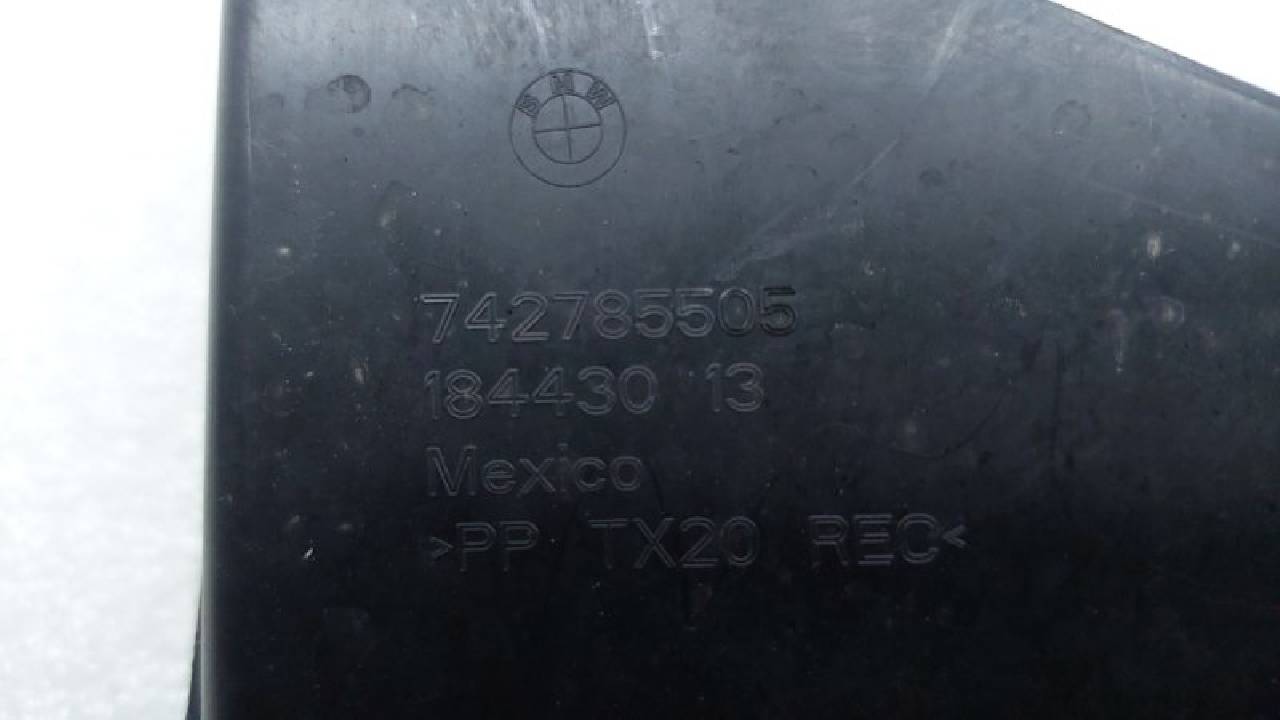 BMW
742785505
184430 13
Mexico
>PP TX20 REC<